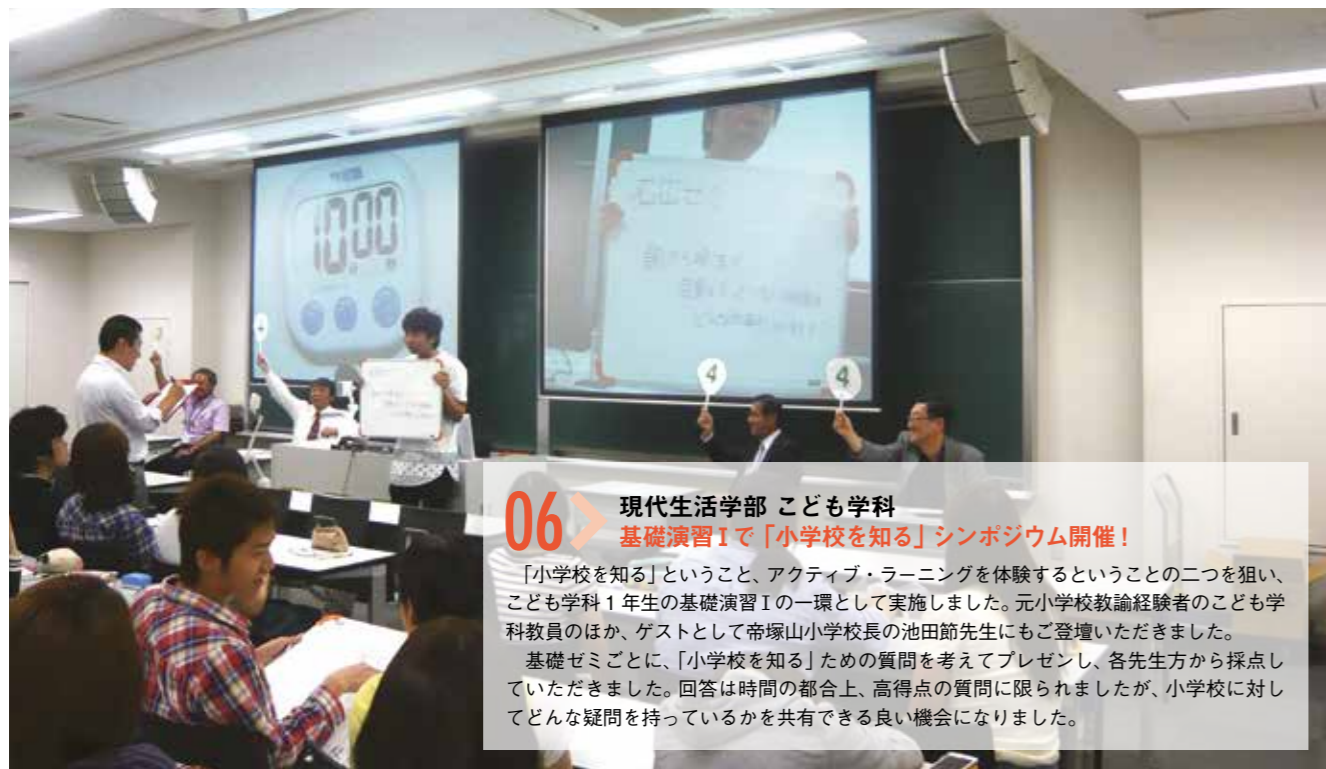 10:00
4
4
06
現代生活学部 こども学科
基礎演習Ⅰで「小学校を知る」シンポジウム開催！
「小学校を知る」ということ、アクティブ・ラーニングを体験するということの二つを狙い、
こども学科1年生の基礎演習Ⅰの一環として実施しました。元小学校教諭経験者のこども学
科教員のほか、ゲストとして帝塚山小学校長の池田節先生にもご登壇いただきました。
基礎ゼミごとに、「小学校を知る」ための質問を考えてプレゼンし、各先生方から採点し
ていただきました。回答は時間の都合上、高得点の質問に限られましたが、小学校に対し
てどんな疑問を持っているかを共有できる良い機会になりました。